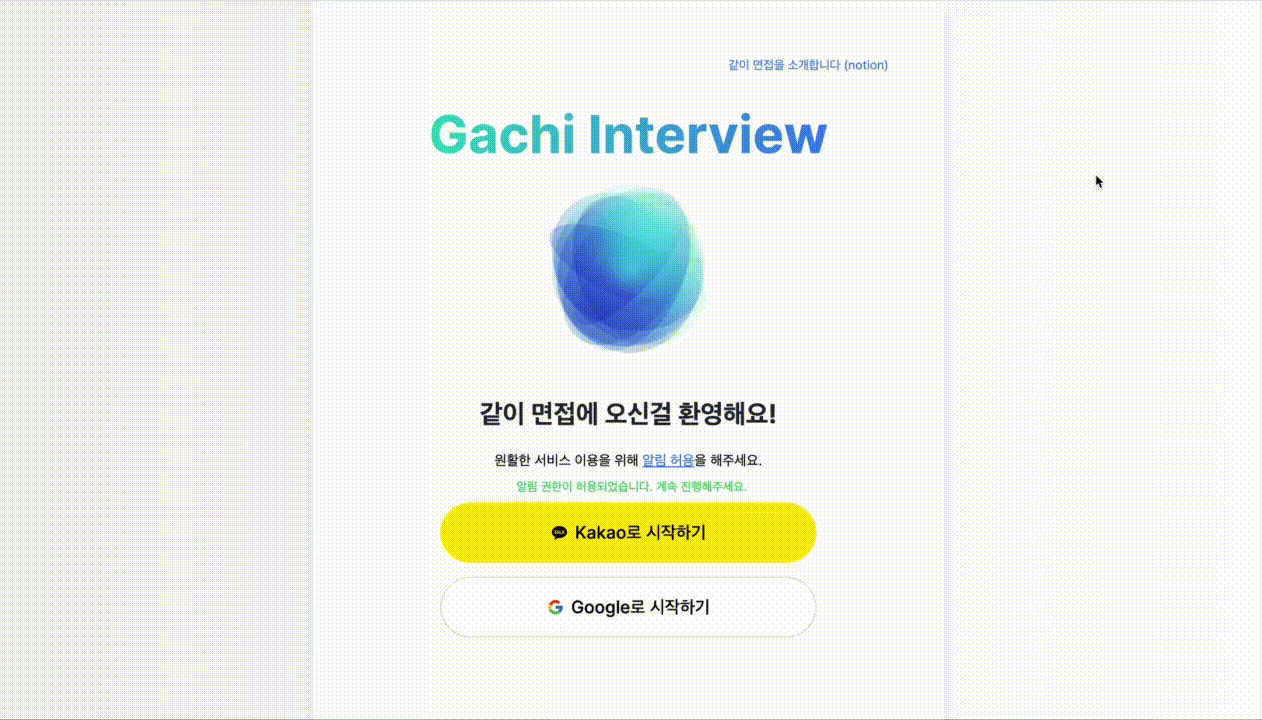 같이 면접을 소개합니다 (notion)
Gachi Interview
같이 면접에 오신걸 환영해요!
원활한 서비스 이용을 위해 알림 허용을 해주세요.
알림 권한이 허용되었습니다. 계속 진행해주세요.
Kakao로 시작하기
Google로 시작하기